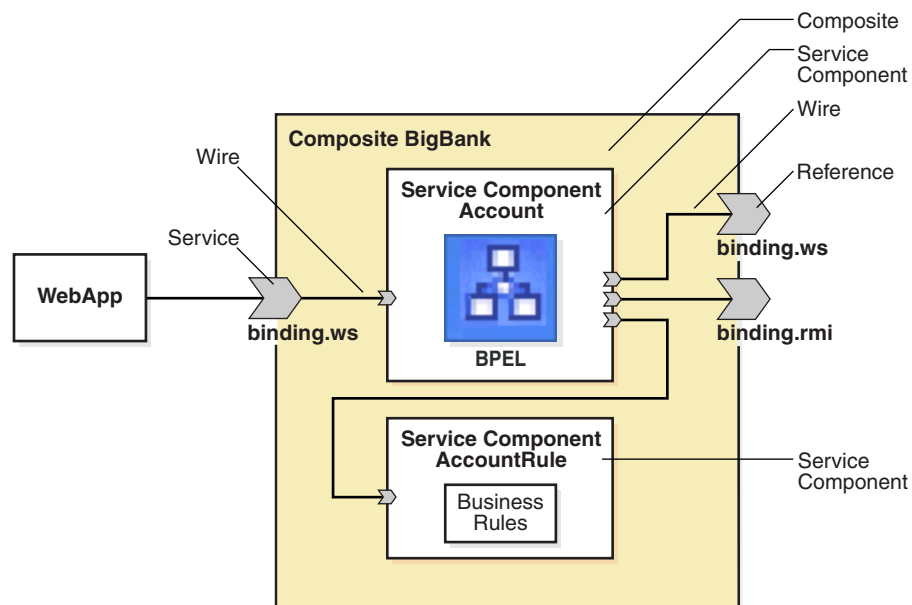 Composite
Service
Component
Wire
Reference
Composite BigBank
Wire
Service Component
Account
Service
WebApp
binding.ws
BPEL
binding.ws
binding.rmi
Service Component
AccountRule
Business
Rules
Service
Component